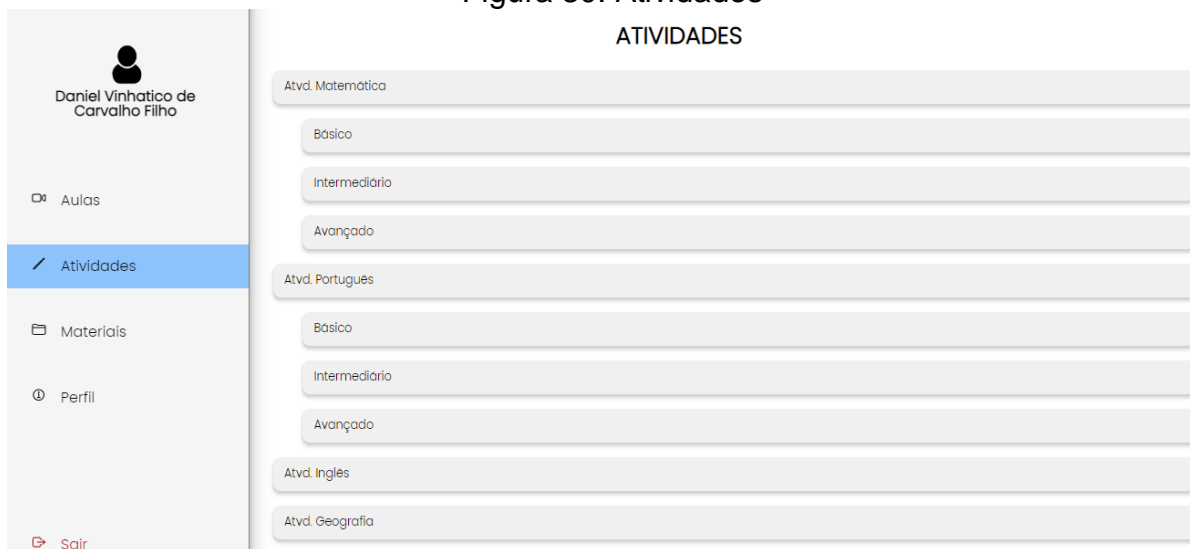 ATIVIDADES
Daniel Vinhatico de
Carvalho Filho
Aulas
Atividades
Materiais
Perfil
Sair
Atvd. Matemática
Básico
Intermediário
Avançado
Atvd. Português
Básico
Intermediário
Avançado
Atvd. Inglês
Atvd. Geografia